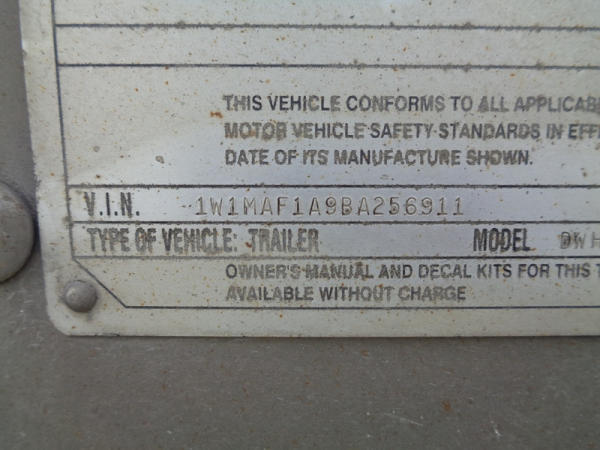 THIS VEHICLE CONFORMS TO ALL APPLICAB
MOTOR VEHICLE SAFETY STANDARDS IN EFF
DATE OF ITS MANUFACTURE SHOWN.
V.I.N. 1W1MAF1A9BA256911
TYPE OF VEHICLE: TRAILER MODEL DWH
OWNER'S MANUAL AND DECAL KITS FOR THIS T
AVAILABLE WITHOUT CHARGE